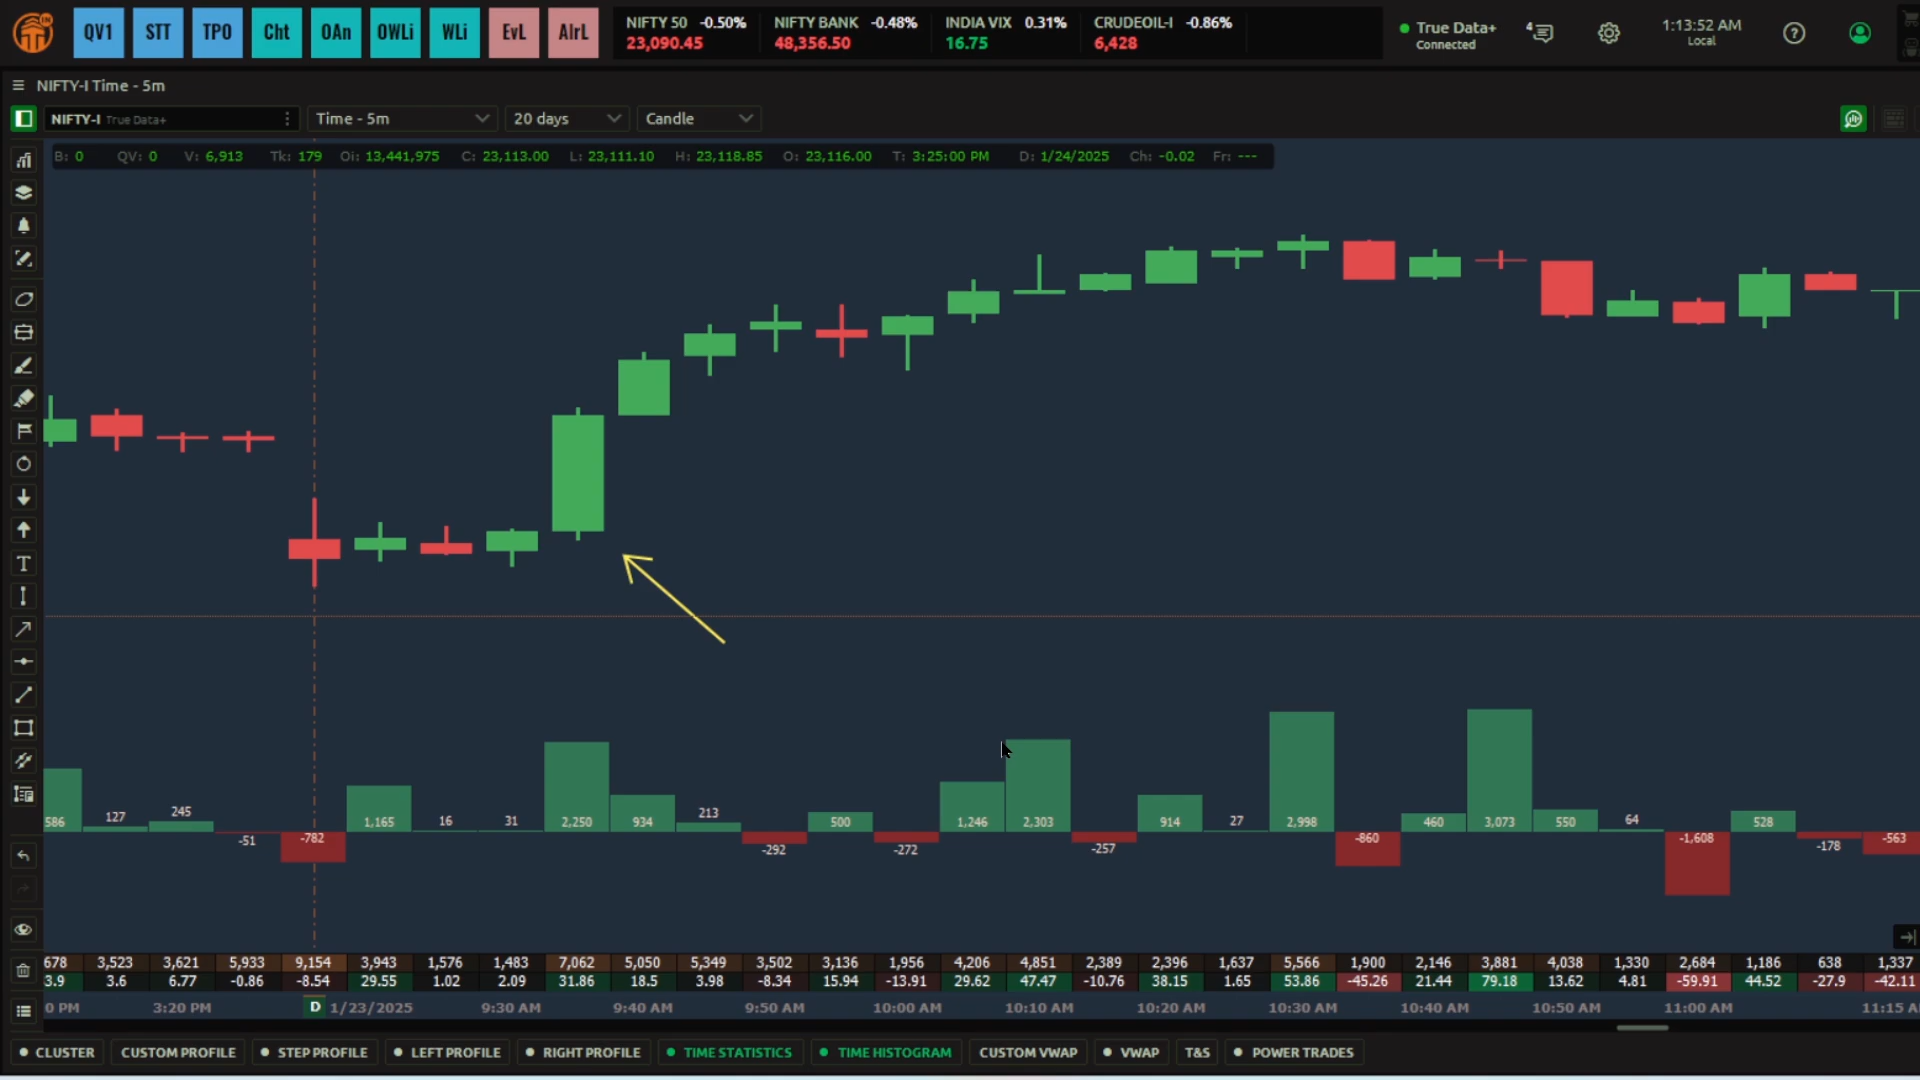 QV1 STT TPO Cht OAn OWLi WLi EvL AlrL
NIFTY 50 -0.50% NIFTY BANK -0.48% INDIA VIX 0.31% CRUDEOIL-I -0.86%
23,090.45 48,356.50 16.75 6,428
True Data+
Connected
4
1:13:52 AM
Local
NIFTY-I Time - 5m
NIFTY-I True Data+ Time - 5m 20 days Candle
B: 0 QV: 0 V: 6,913 Tk: 179 Oi: 13,441,975 C: 23,113.00 L: 23,111.10 H: 23,118.85 O: 23,116.00 T: 3:25:00 PM D: 1/24/2025 Ch: -0.02 Fr: ---
586 127 245 -51 -782 1,165 16 31 2,250 934 213 -292 500 -272 1,246 2,303 -257 914 27 2,998 -860 460 3,073 550 64 -1,608 528 -178 -563
678 3,523 3,621 5,933 9,154 3,943 1,576 1,483 7,062 5,050 5,349 3,502 3,136 1,956 4,206 4,851 2,389 2,396 1,637 5,566 1,900 2,146 3,881 4,038 1,330 2,684 1,186 638 1,337
3.9 3.6 6.77 -0.86 -8.54 29.55 1.02 2.09 31.86 18.5 3.98 -8.34 15.94 -13.91 29.62 47.47 -10.76 38.15 1.65 53.86 -45.26 21.44 79.18 13.62 4.81 -59.91 44.52 -27.9 -42.11
0 PM 3:20 PM D 1/23/2025 9:30 AM 9:40 AM 9:50 AM 10:00 AM 10:10 AM 10:20 AM 10:30 AM 10:40 AM 10:50 AM 11:00 AM 11:15 A
CLUSTER CUSTOM PROFILE STEP PROFILE LEFT PROFILE RIGHT PROFILE TIME STATISTICS TIME HISTOGRAM CUSTOM VWAP VWAP T&S POWER TRADES